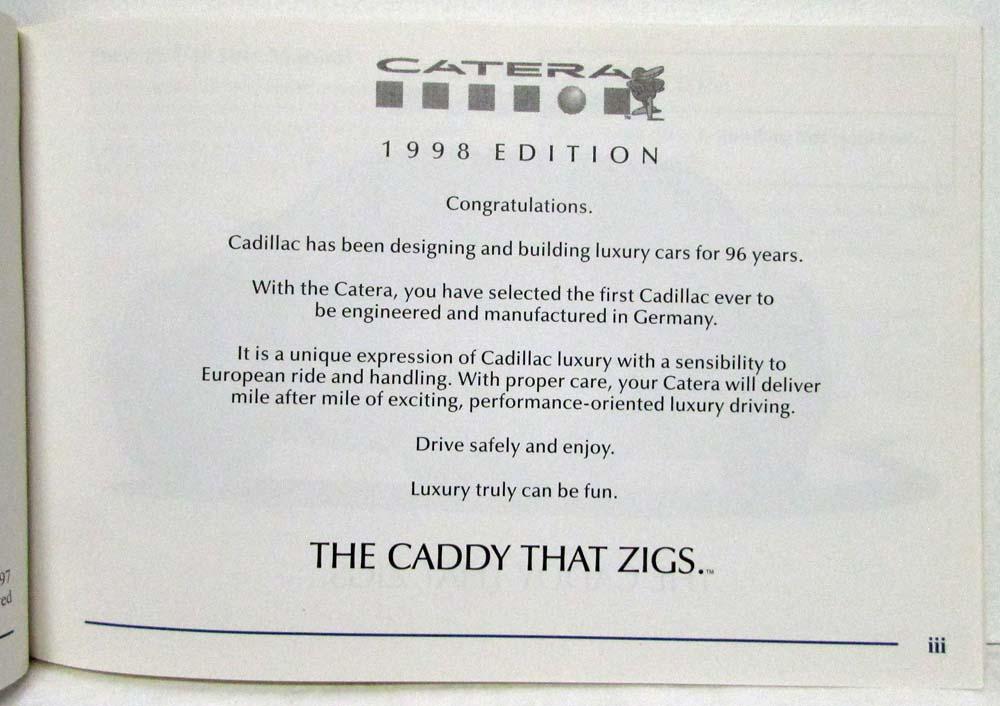 CATERA
1998 EDITION
Congratulations.
Cadillac has been designing and building luxury cars for 96 years.
With the Catera, you have selected the first Cadillac ever to
be engineered and manufactured in Germany.
It is a unique expression of Cadillac luxury with a sensibility to
European ride and handling. With proper care, your Catera will deliver
mile after mile of exciting, performance-oriented luxury driving.
Drive safely and enjoy.
Luxury truly can be fun.
THE CADDY THAT ZIGS.™
iii
97